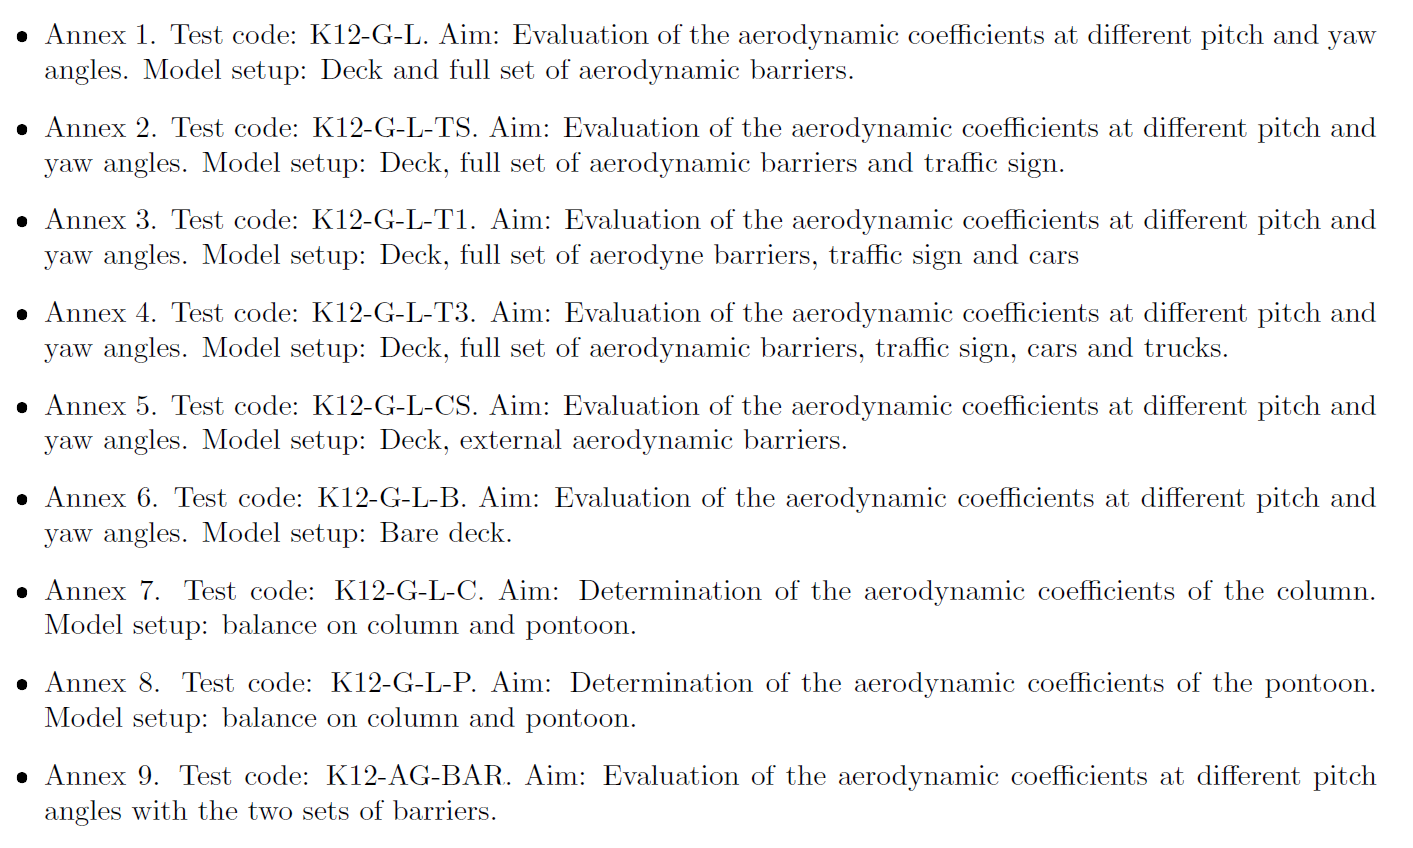 • Annex 1. Test code: K12-G-L. Aim: Evaluation of the aerodynamic coefficients at different pitch and yaw
angles. Model setup: Deck and full set of aerodynamic barriers.
• Annex 2. Test code: K12-G-L-TS. Aim: Evaluation of the aerodynamic coefficients at different pitch and
yaw angles. Model setup: Deck, full set of aerodynamic barriers and traffic sign.
• Annex 3. Test code: K12-G-L-T1. Aim: Evaluation of the aerodynamic coefficients at different pitch and
yaw angles. Model setup: Deck, full set of aerodyne barriers, traffic sign and cars
• Annex 4. Test code: K12-G-L-T3. Aim: Evaluation of the aerodynamic coefficients at different pitch and
yaw angles. Model setup: Deck, full set of aerodynamic barriers, traffic sign, cars and trucks.
• Annex 5. Test code: K12-G-L-CS. Aim: Evaluation of the aerodynamic coefficients at different pitch and
yaw angles. Model setup: Deck, external aerodynamic barriers.
• Annex 6. Test code: K12-G-L-B. Aim: Evaluation of the aerodynamic coefficients at different pitch and
yaw angles. Model setup: Bare deck.
• Annex 7. Test code: K12-G-L-C. Aim: Determination of the aerodynamic coefficients of the column.
Model setup: balance on column and pontoon.
• Annex 8. Test code: K12-G-L-P. Aim: Determination of the aerodynamic coefficients of the pontoon.
Model setup: balance on column and pontoon.
• Annex 9. Test code: K12-AG-BAR. Aim: Evaluation of the aerodynamic coefficients at different pitch
angles with the two sets of barriers.